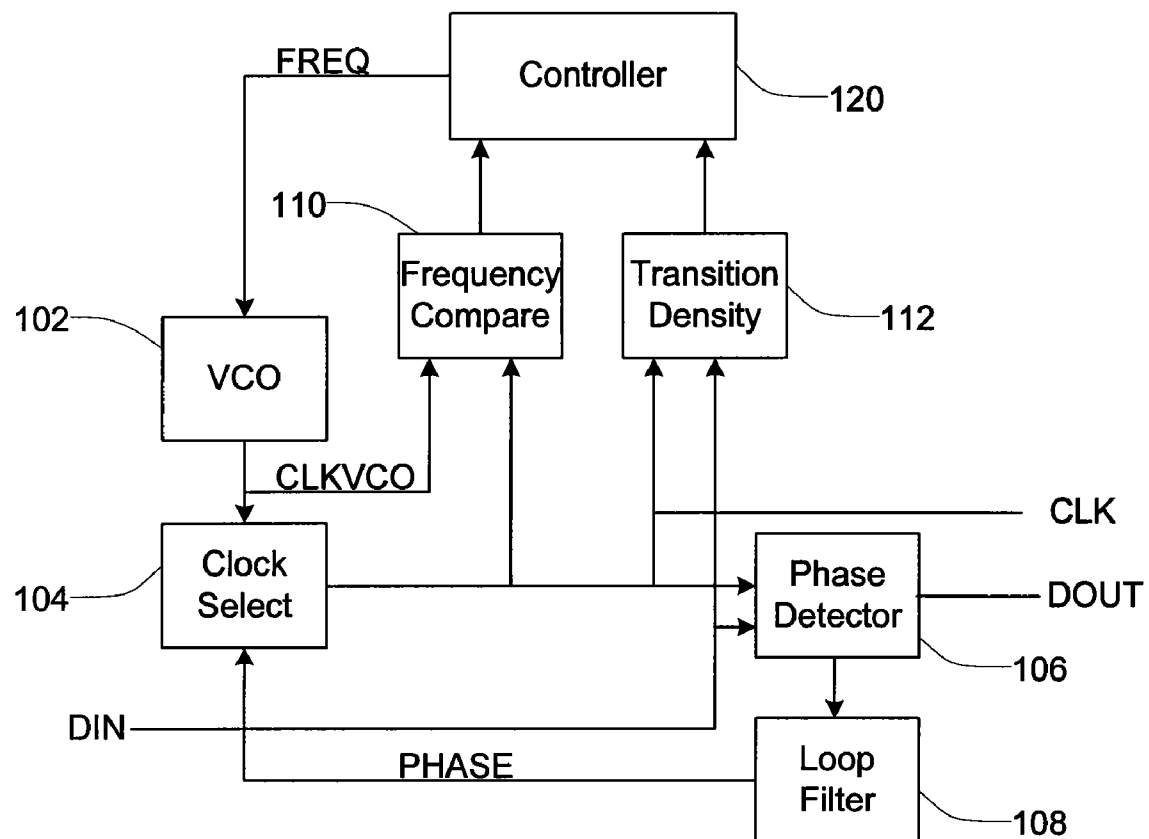 FREQ
Controller
120
110
Frequency
Compare
Transition
Density
112
102
VCO
CLKVCO
CLK
104
Clock
Select
Phase
Detector
DOUT
106
DIN
PHASE
Loop
Filter
108